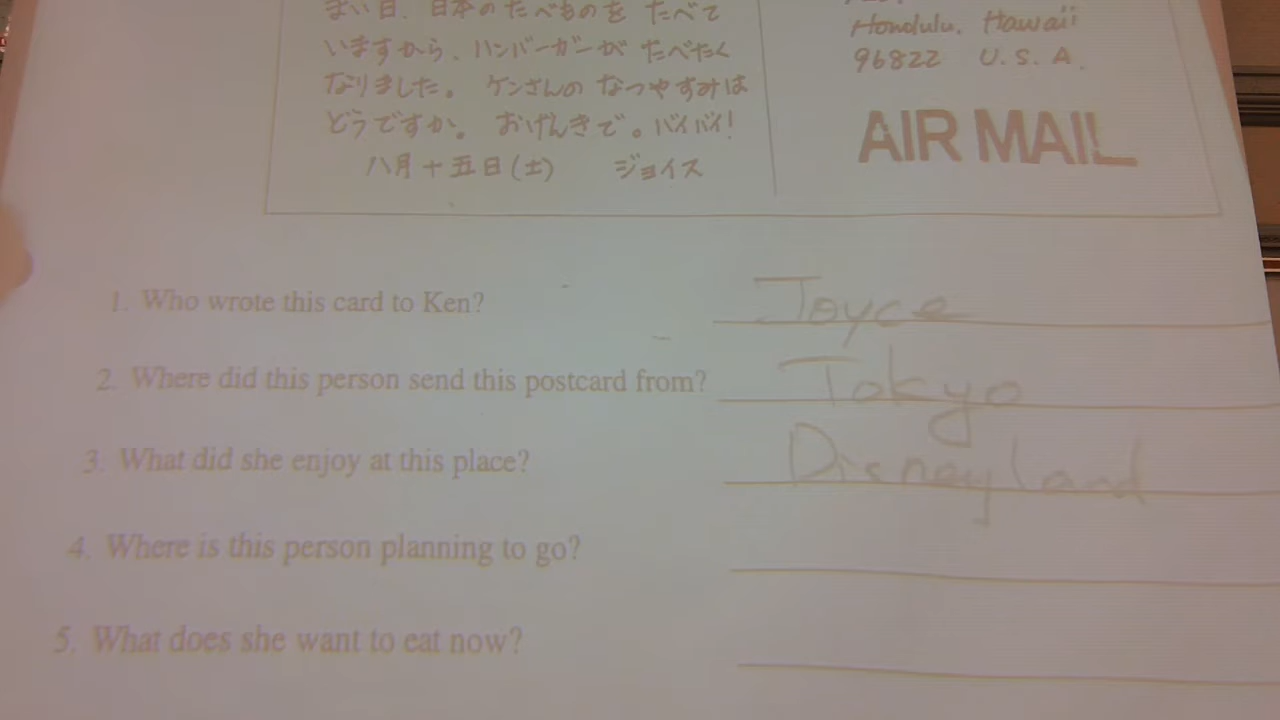 まい日、日本のたべものを たべて
いますから、ハンバーガーが たべたく
なりました。 ケンさんの なつやすみは
どうですか。 おげんきで。バイバイ!
八月十五日(土) ジョイス
Honolulu, Hawaii
96822 U.S.A.
AIR MAIL
1. Who wrote this card to Ken? Joyce
2. Where did this person send this postcard from? Tokyo
3. What did she enjoy at this place? Disneyland
4. Where is this person planning to go?
5. What does she want to eat now?